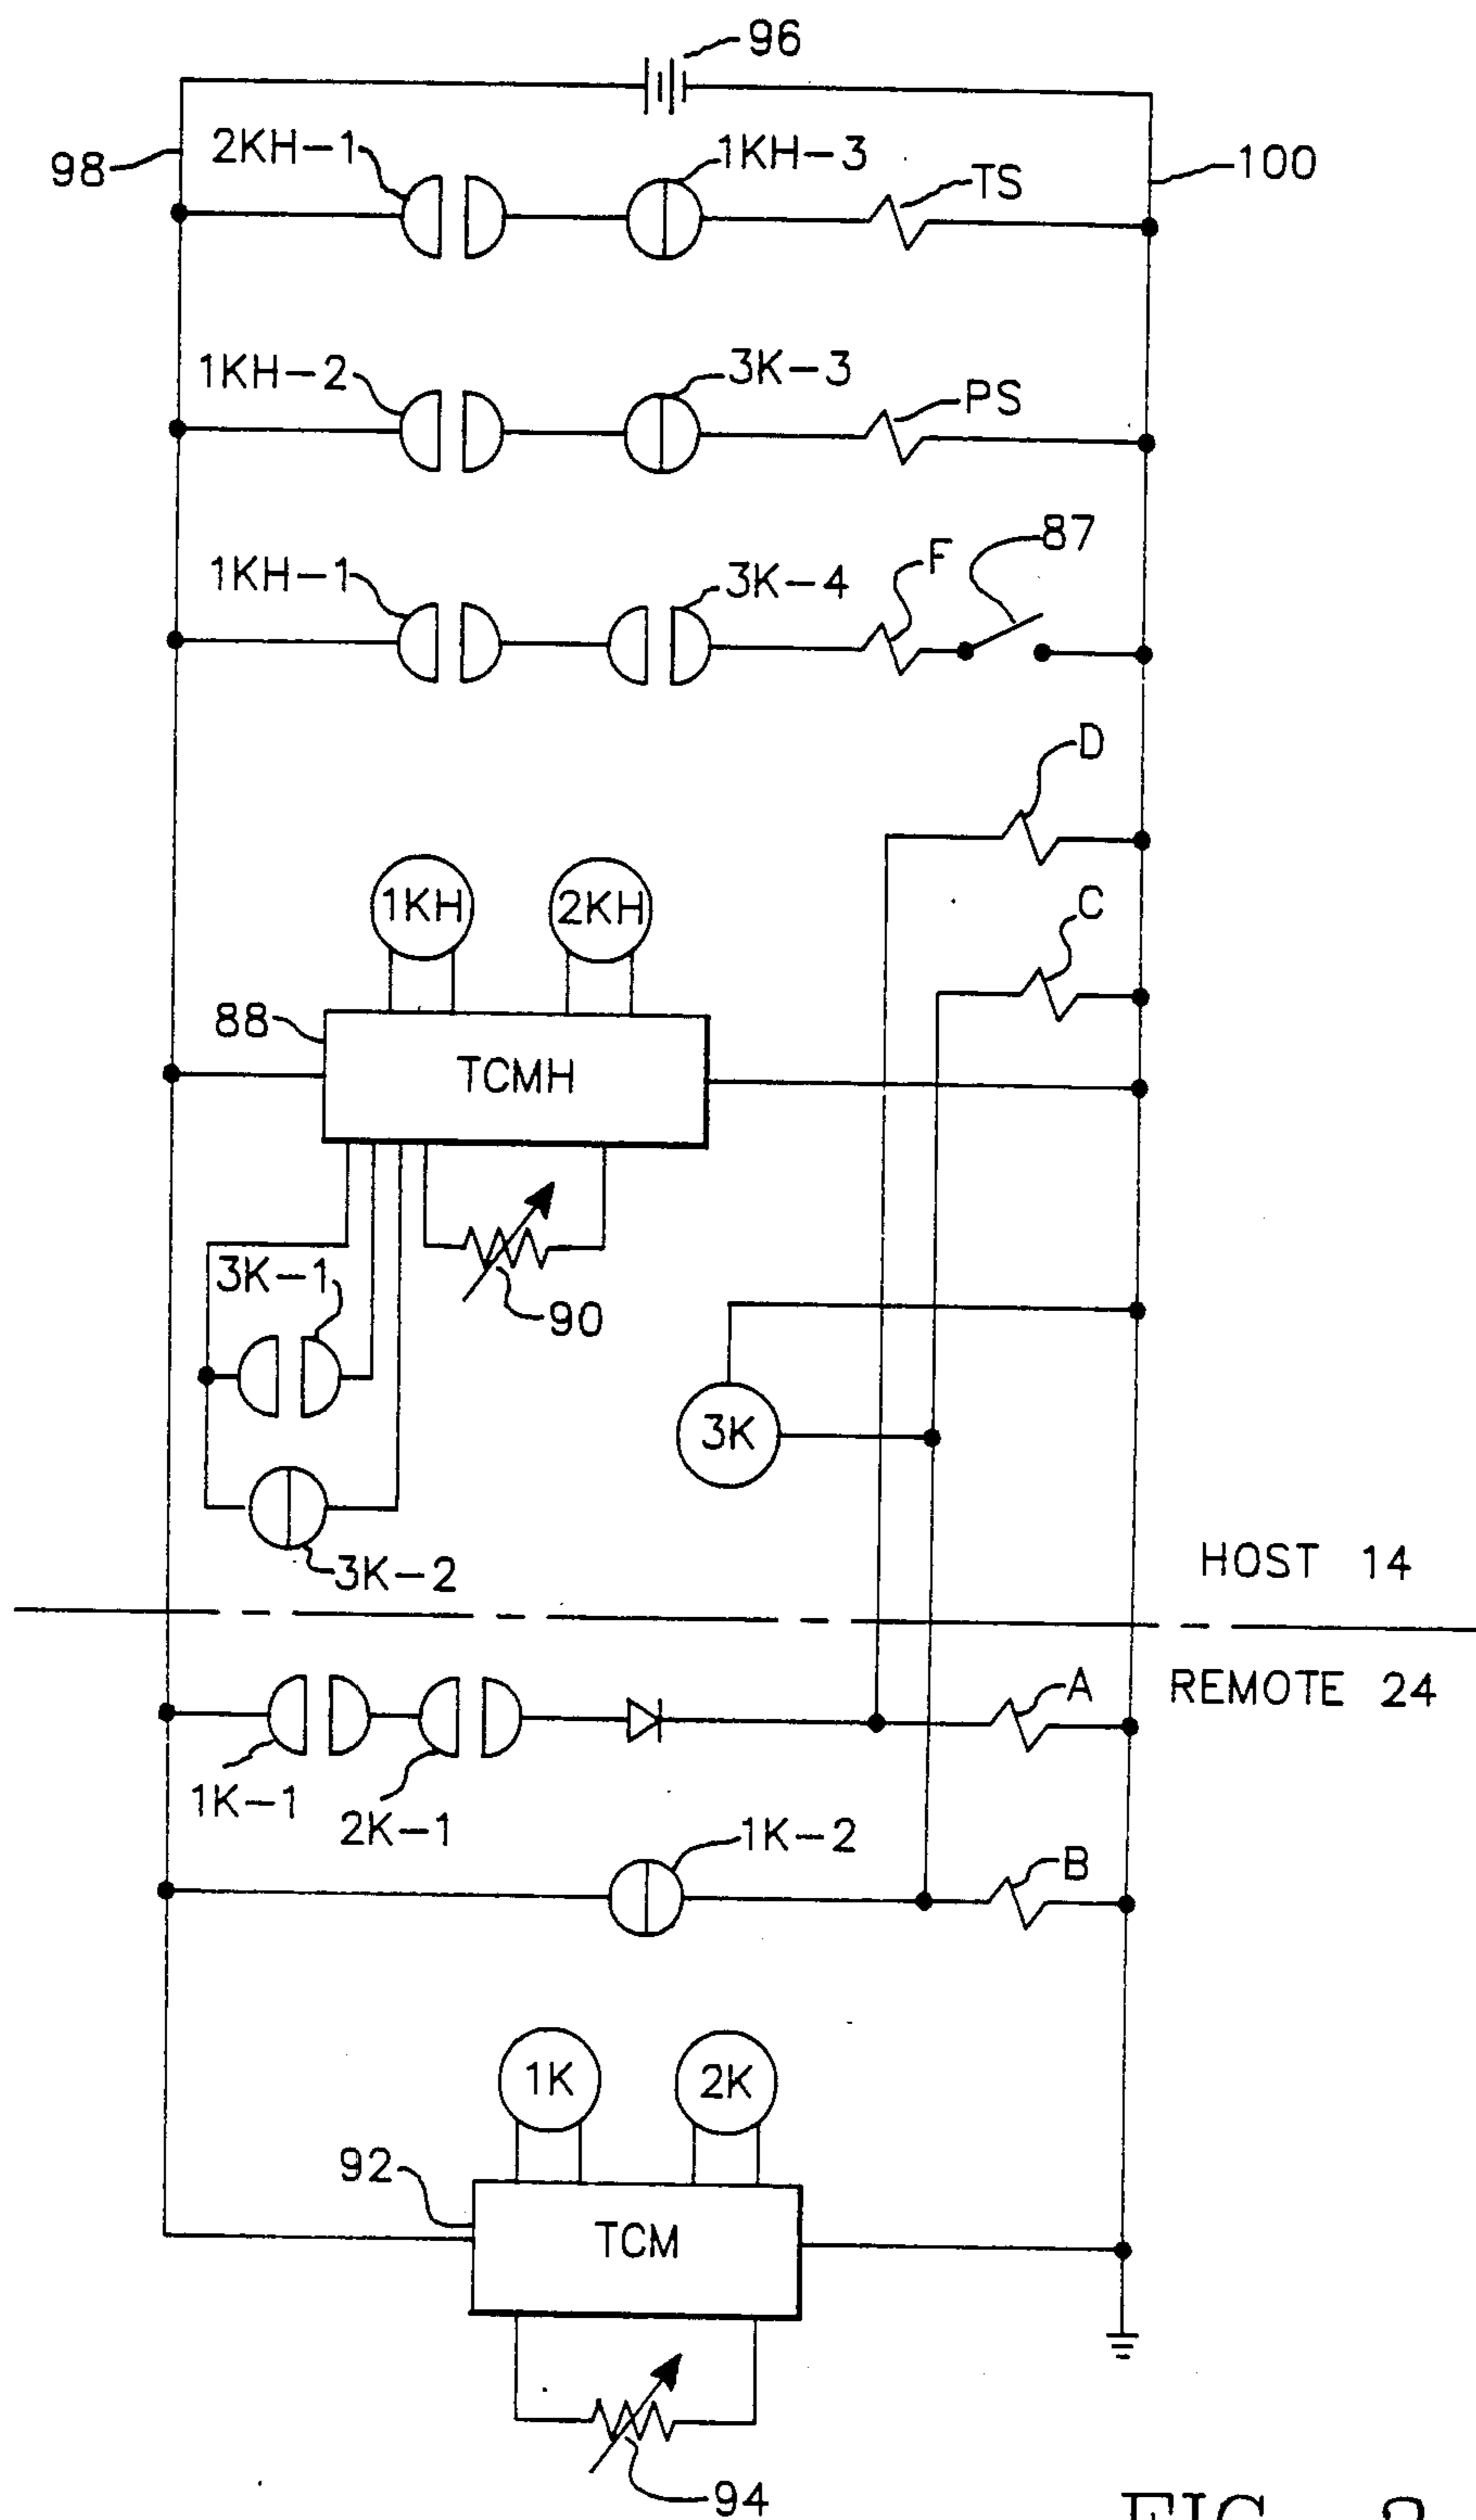 96
98
2KH-1
1KH-3
TS
100
1KH-2
3K-3
PS
1KH-1
3K-4
F
87
D
1KH
2KH
C
88
TCMH
3K-1
90
3K
3K-2
HOST 14
REMOTE 24
A
1K-1
2K-1
1K-2
B
1K
2K
92
TCM
94